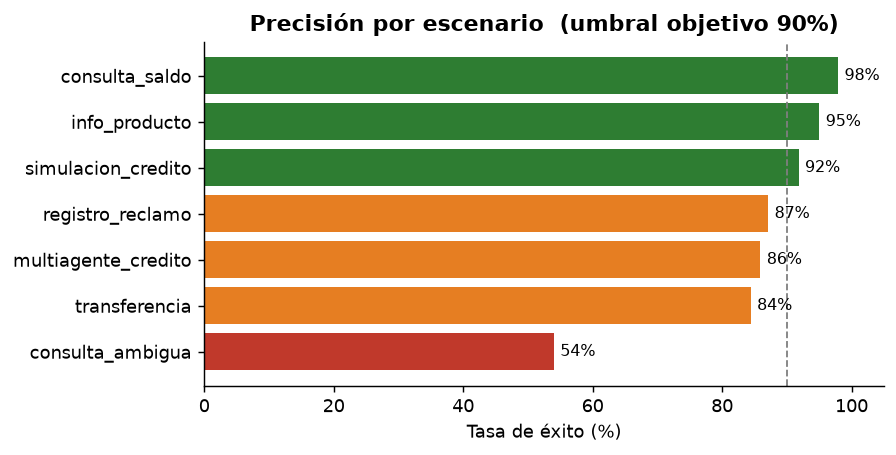 Precisión por escenario  (umbral objetivo 90%)
consulta_saldo 98%
info_producto 95%
simulacion_credito 92%
registro_reclamo 87%
multiagente_credito 86%
transferencia 84%
consulta_ambigua 54%
0 20 40 60 80 100
Tasa de éxito (%)